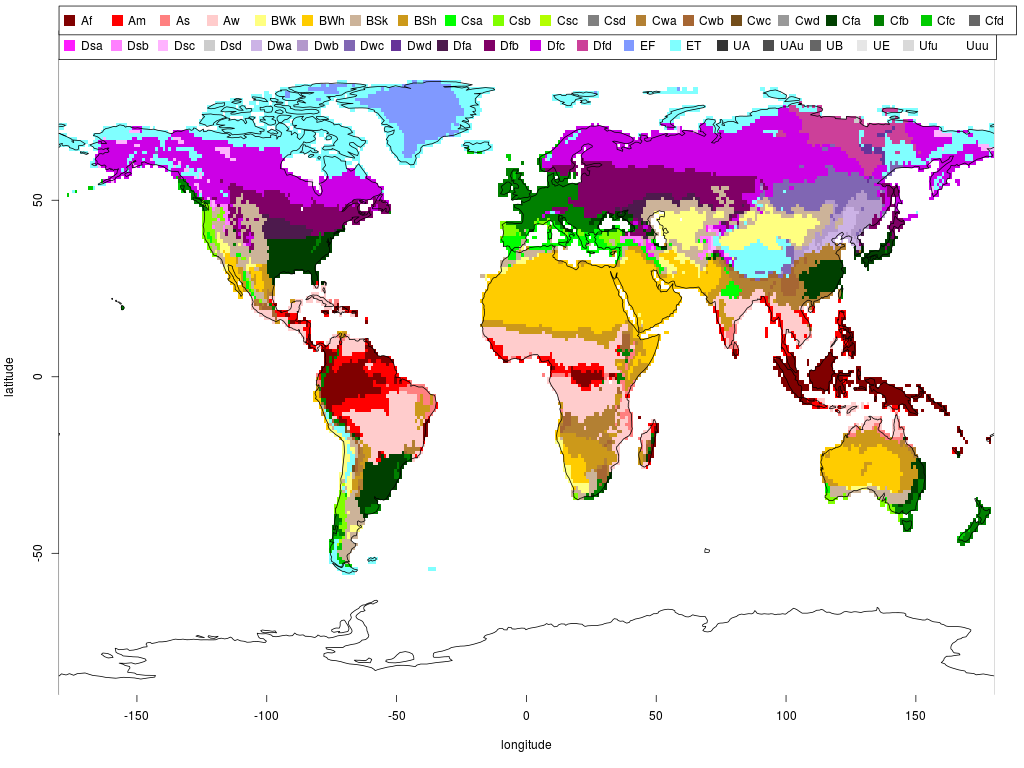 Af Am As Aw BWk BWh BSk BSh Csa Csb Csc Csd Cwa Cwb Cwc Cwd Cfa Cfb Cfc Cfd
Dsa Dsb Dsc Dsd Dwa Dwb Dwc Dwd Dfa Dfb Dfc Dfd EF ET UA UAu UB UE Ufu Uuu
50
0
-50
latitude
-150 -100 -50 0 50 100 150
longitude